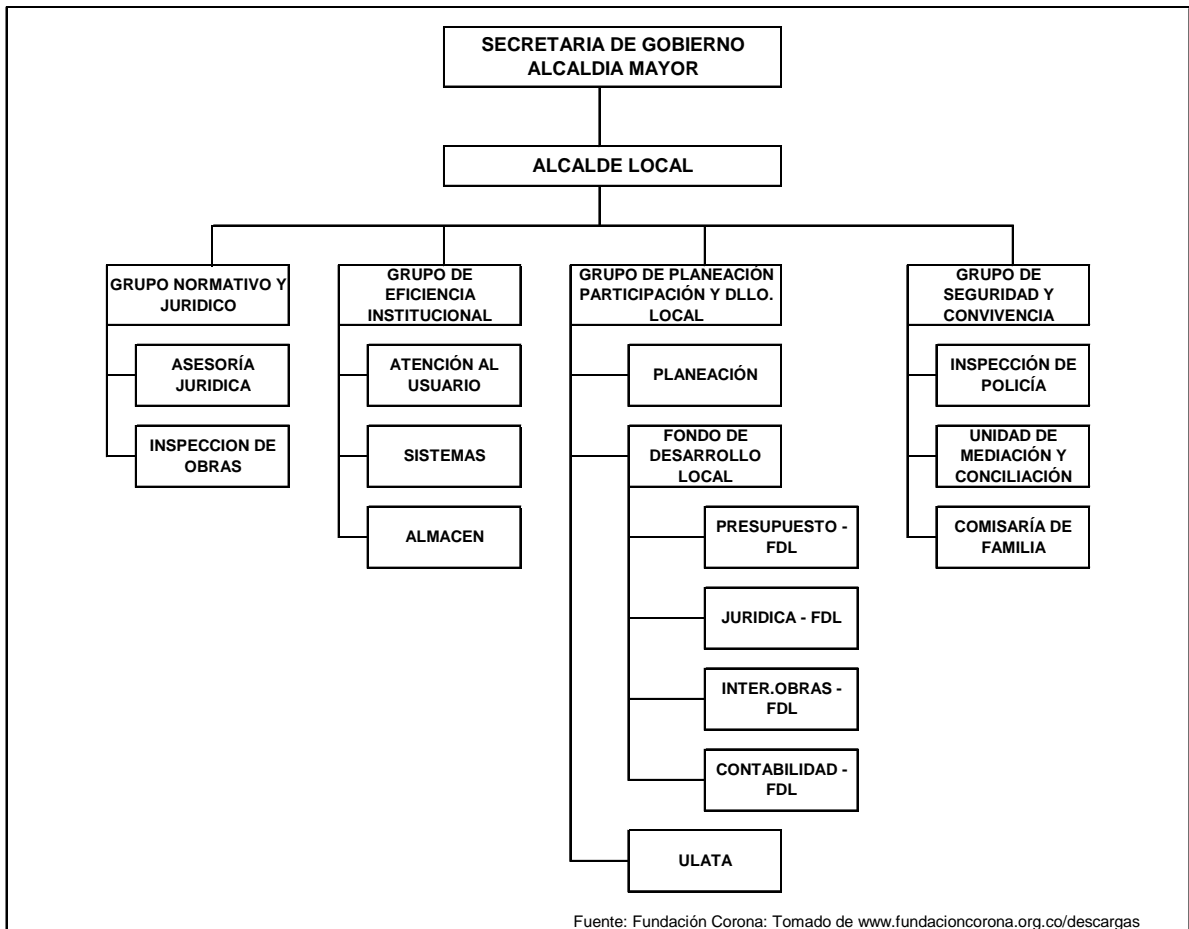 SECRETARIA DE GOBIERNO
ALCALDIA MAYOR
ALCALDE LOCAL
GRUPO NORMATIVO Y
JURIDICO
ASESORÍA
JURIDICA
INSPECCION DE
OBRAS
GRUPO DE
EFICIENCIA
INSTITUCIONAL
ATENCIÓN AL
USUARIO
SISTEMAS
ALMACEN
GRUPO DE PLANEACIÓN
PARTICIPACIÓN Y DLLO.
LOCAL
PLANEACIÓN
FONDO DE
DESARROLLO
LOCAL
PRESUPUESTO -
FDL
JURIDICA - FDL
INTER.OBRAS -
FDL
CONTABILIDAD -
FDL
ULATA
GRUPO DE
SEGURIDAD Y
CONVIVENCIA
INSPECCIÓN DE
POLICÍA
UNIDAD DE
MEDIACIÓN Y
CONCILIACIÓN
COMISARÍA DE
FAMILIA
Fuente: Fundación Corona: Tomado de www.fundacioncorona.org.co/descargas